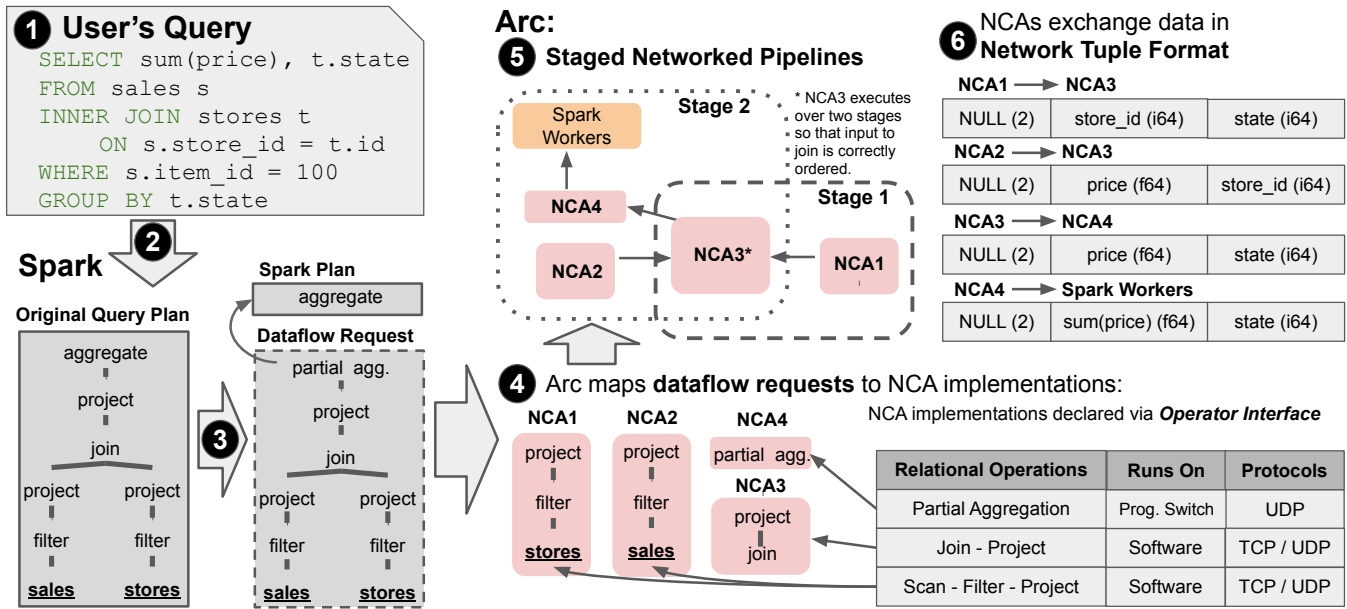 1 User's Query
SELECT sum(price), t.state
FROM sales s
INNER JOIN stores t
ON s.store_id = t.id
WHERE s.item_id = 100
GROUP BY t.state
2
Spark
Original Query Plan
aggregate
project
join
project project
filter filter
sales stores
3
Spark Plan
aggregate
Dataflow Request
partial agg.
project
join
project project
filter filter
sales stores
Arc:
5 Staged Networked Pipelines
Stage 2
Spark
Workers
* NCA3 executes
over two stages
so that input to
join is correctly
ordered.
Stage 1
NCA4
NCA2
NCA3*
NCA1
4 Arc maps dataflow requests to NCA implementations:
NCA implementations declared via Operator Interface
NCA1
project
filter
stores
NCA2
project
filter
sales
NCA4
partial agg.
NCA3
project
join
Relational Operations Runs On Protocols
Partial Aggregation Prog. Switch UDP
Join - Project Software TCP / UDP
Scan - Filter - Project Software TCP / UDP
6 NCAs exchange data in
Network Tuple Format
NCA1 NCA3
NULL (2) store_id (i64) state (i64)
NCA2 NCA3
NULL (2) price (f64) store_id (i64)
NCA3 NCA4
NULL (2) price (f64) state (i64)
NCA4 Spark Workers
NULL (2) sum(price) (f64) state (i64)